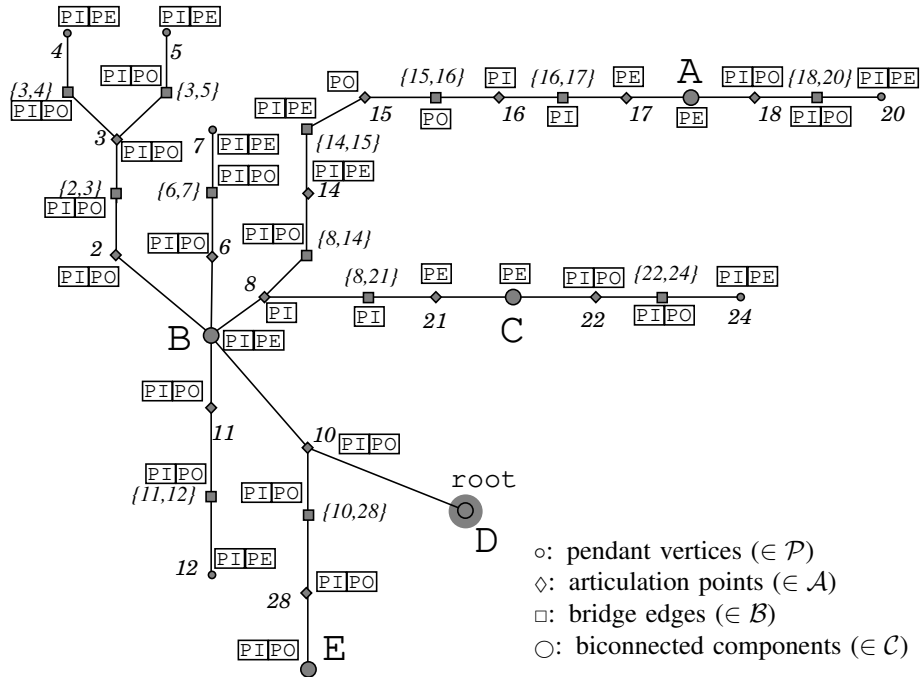 PI PE
PI PE
4
5
PI PO
{3,4}
{3,5}
PI PO
3
PI PO
7
PI PE
{2,3}
PI PO
{6,7}
PI PO
2
PI PO
PI PO
6
PO
{15,16}
PI
{16,17}
PE
A
PI PO
{18,20}
PI PE
PI PE
15
PO
16
PI
17
PE
18
PI PO
20
{14,15}
PI PE
14
PI PO
{8,14}
8
PI
{8,21}
PI
PE
21
PE
C
PI PO
22
{22,24}
PI PO
PI PE
24
B
PI PE
PI PO
11
10
PI PO
PI PO
{11,12}
PI PO
{10,28}
root
D
12
PI PE
PI PO
28
PI PO
E
○: pendant vertices (∈ 𝒫)
◇: articulation points (∈ 𝒜)
□: bridge edges (∈ ℬ)
◯: biconnected components (∈ 𝒞)